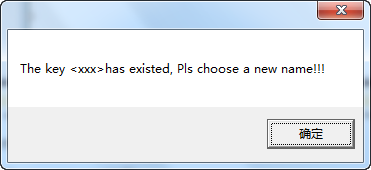 The key <xxx>has existed, Pls choose a new name!!!
确定